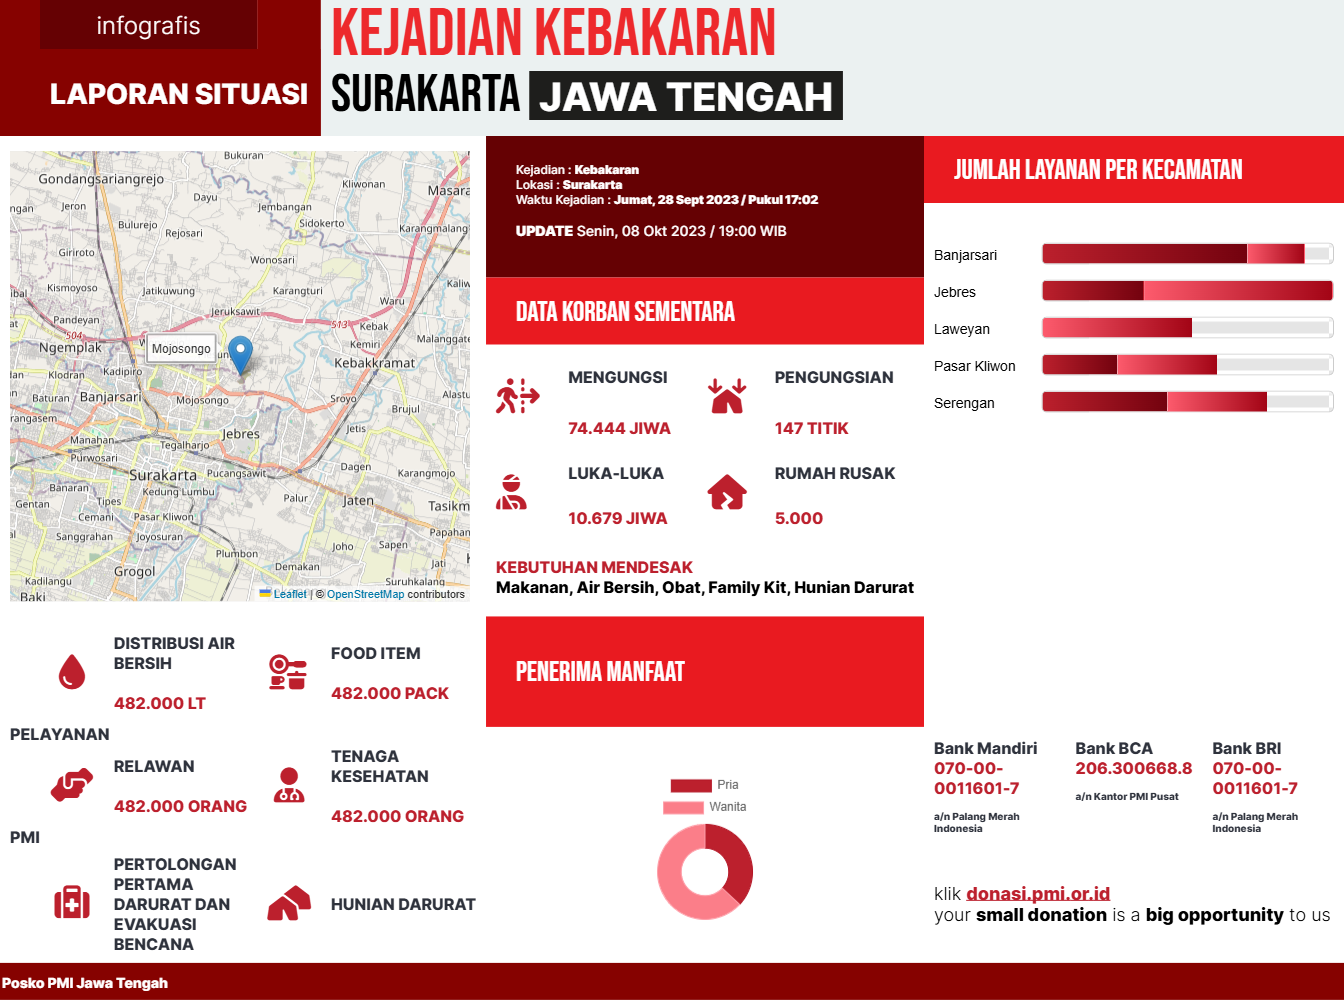 infografis
LAPORAN SITUASI
KEJADIAN KEBAKARAN
SURAKARTA JAWA TENGAH
Bukuran
Gondangsariangrejo
Kliwonan
Masara
Dayu
ngan
Jeron
Jembangan
Bulurejo
Sidokerto
Rejosari
Karangmalang
Giriroto
Wonosari
Kaliw
Kismoyoso
ibal
Jatikuwung
Karangturi
Waru
Jeruksawit
Pandeyan
513
Kebak
at
504
Malanggate
Ngemplak
Mojosongo
Kemiri
Kebakkramat
Klodran
Kadipiro
Baturan
Banjarsari
Mojosongo
Sroyo
Alastu
Brujul
rangasem
Jebres
Jetis
Manahan
Tegalharjo
Purwosari
Dagen
Surakarta
Pucangsawit
Karangmojo
Banaran
Kedung Lumbu
Gentan
Tipes
Palur
Jaten
Tasikm
Cemani
Pasar Kliwon
Papahan
Sanggrahan
Joyosuran
Joho
Sapen
Jati
Plumbon
Grogol
Demakan
Kadilangu
Suruhkalang
Baki
Leaflet | © OpenStreetMap contributors
DISTRIBUSI AIR
BERSIH
482.000 LT
FOOD ITEM
482.000 PACK
PELAYANAN
RELAWAN
482.000 ORANG
TENAGA
KESEHATAN
482.000 ORANG
PMI
PERTOLONGAN
PERTAMA
DARURAT DAN
EVAKUASI
BENCANA
HUNIAN DARURAT
Kejadian : Kebakaran
Lokasi : Surakarta
Waktu Kejadian : Jumat, 28 Sept 2023 / Pukul 17:02
UPDATE Senin, 08 Okt 2023 / 19:00 WIB
DATA KORBAN SEMENTARA
MENGUNGSI
74.444 JIWA
PENGUNGSIAN
147 TITIK
LUKA-LUKA
10.679 JIWA
RUMAH RUSAK
5.000
KEBUTUHAN MENDESAK
Makanan, Air Bersih, Obat, Family Kit, Hunian Darurat
PENERIMA MANFAAT
Pria
Wanita
JUMLAH LAYANAN PER KECAMATAN
Banjarsari
Jebres
Laweyan
Pasar Kliwon
Serengan
Bank Mandiri
070-00-
0011601-7
a/n Palang Merah
Indonesia
Bank BCA
206.300668.8
a/n Kantor PMI Pusat
Bank BRI
070-00-
0011601-7
a/n Palang Merah
Indonesia
klik donasi.pmi.or.id
your small donation is a big opportunity to us
Posko PMI Jawa Tengah